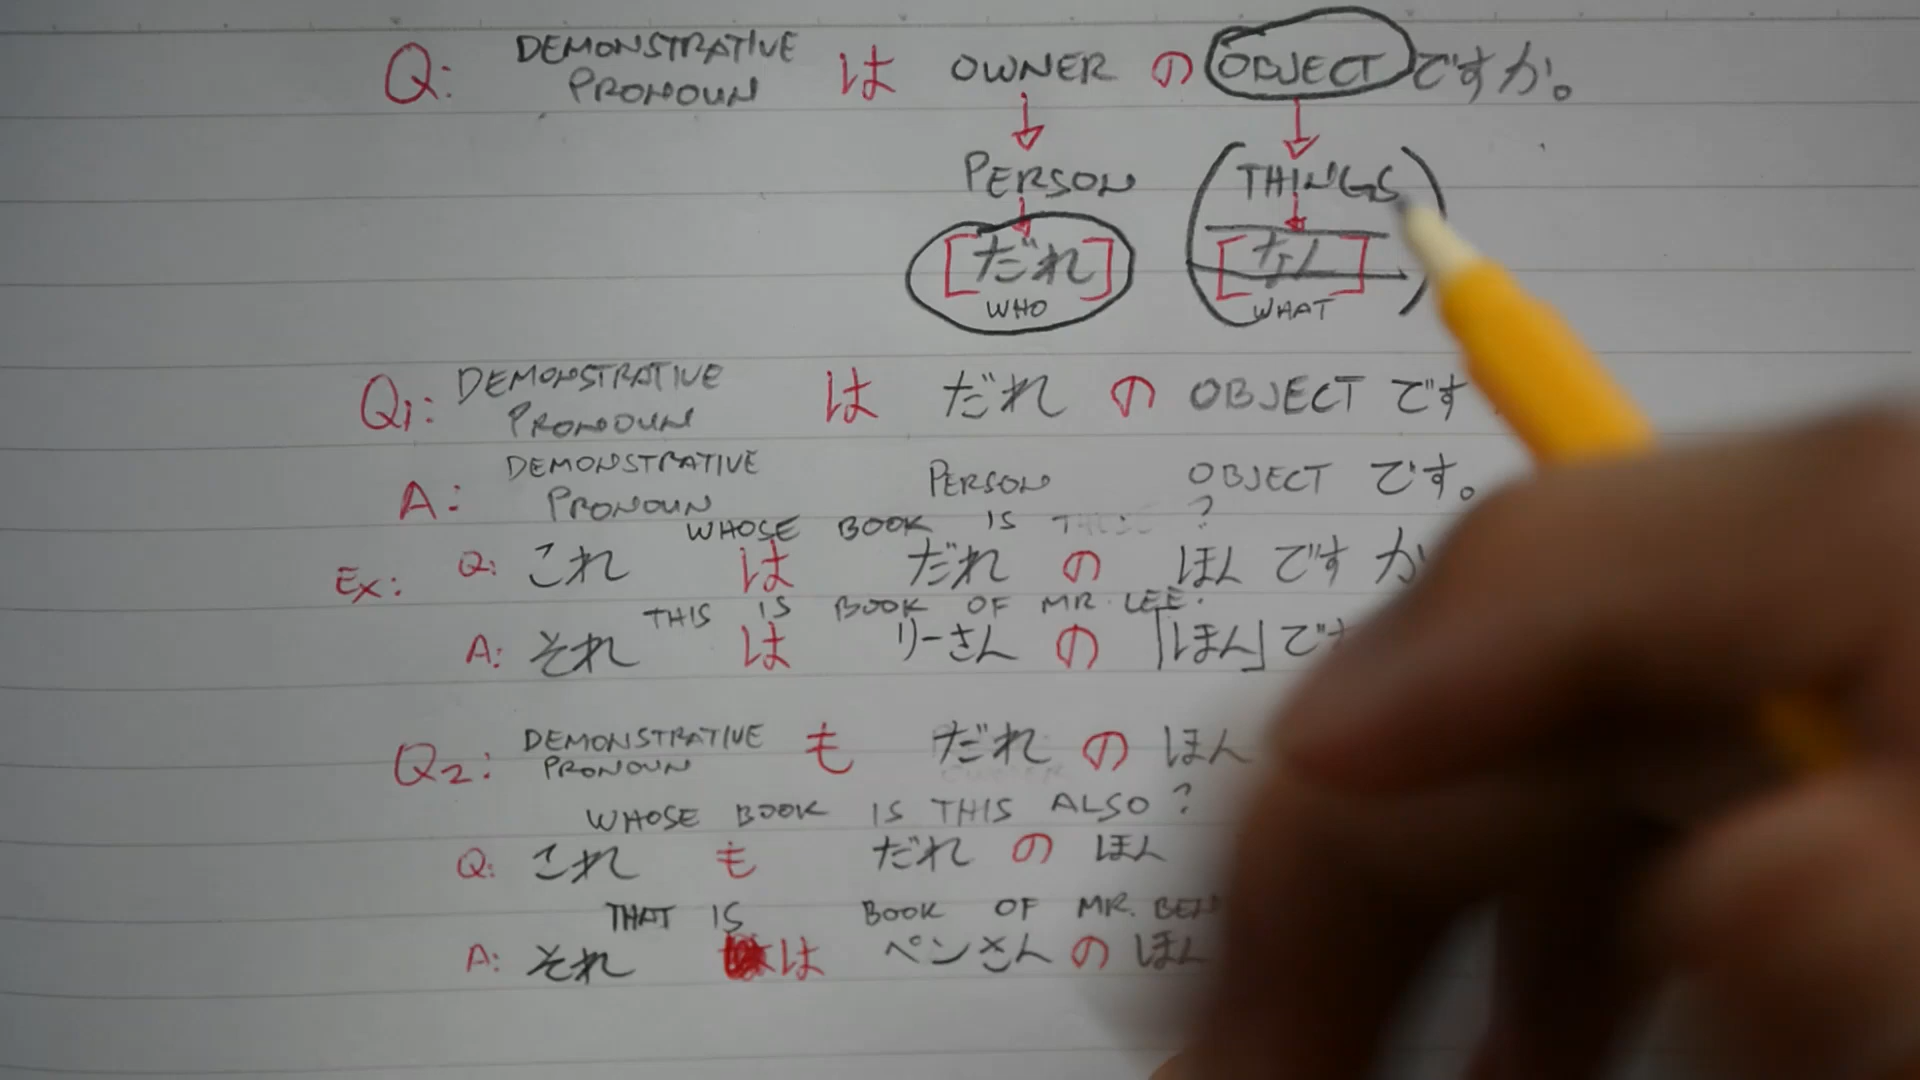 Q: DEMONSTRATIVE PRONOUN は OWNER の OBJECT ですか。
PERSON THINGS
[だれ] [なん]
WHO WHAT
Q1: DEMONSTRATIVE PRONOUN は だれ の OBJECT です
A: DEMONSTRATIVE PRONOUN PERSON OBJECT です。
WHOSE BOOK IS ?
Ex: Q: これ は だれ の ほん です か
THIS IS BOOK OF MR. LEE.
A: それ は リーさん の 「ほん」 です
Q2: DEMONSTRATIVE PRONOUN も だれ の ほん
WHOSE BOOK IS THIS ALSO ?
Q: これ も だれ の ほん
THAT IS BOOK OF MR. BEN
A: それ は ペンさん の ほん